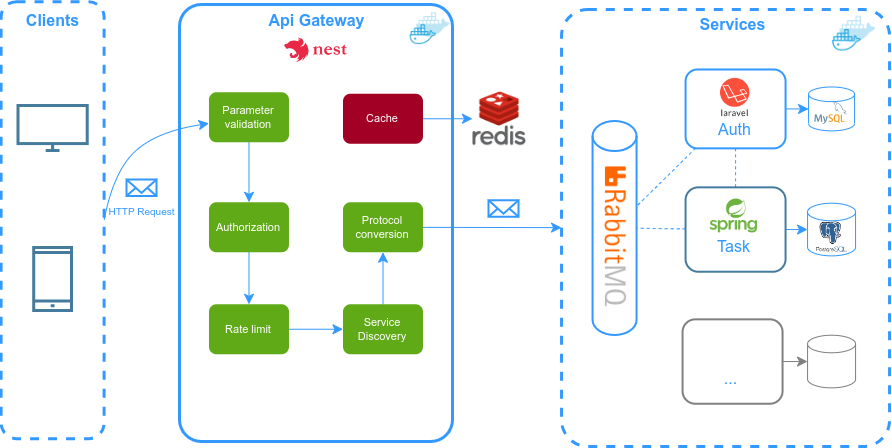 Clients
HTTP Request
Api Gateway
nest
Parameter
validation
Cache
redis
Authorization
Protocol
conversion
Rate limit
Service
Discovery
Services
RabbitMQ
laravel
Auth
MySQL
spring
Task
PostgreSQL
...